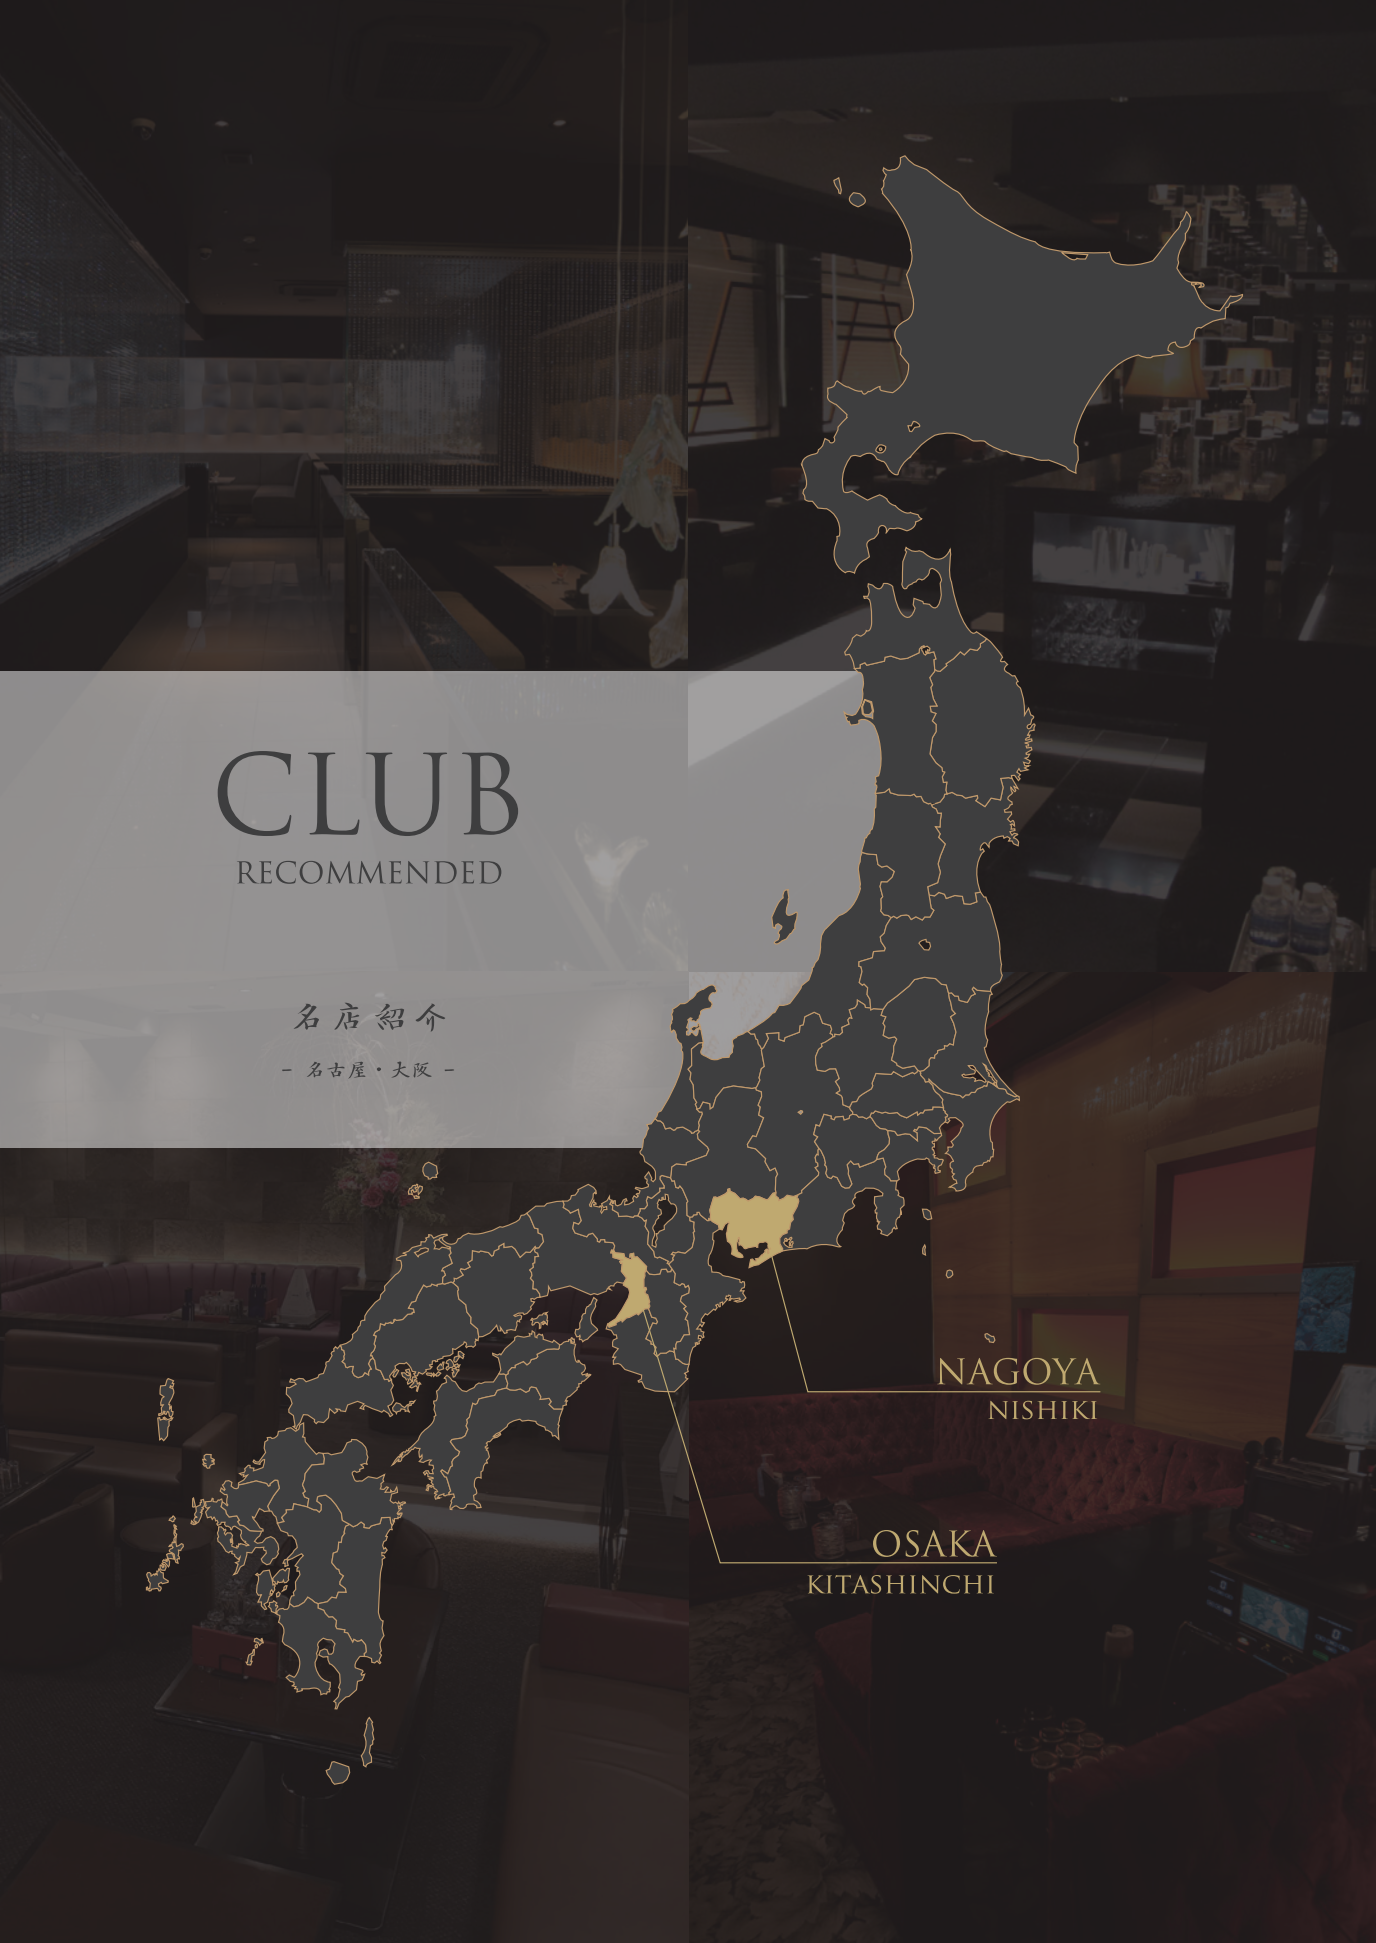 CLUB
RECOMMENDED
名店紹介
– 名古屋・大阪 –
NAGOYA
NISHIKI
OSAKA
KITASHINCHI